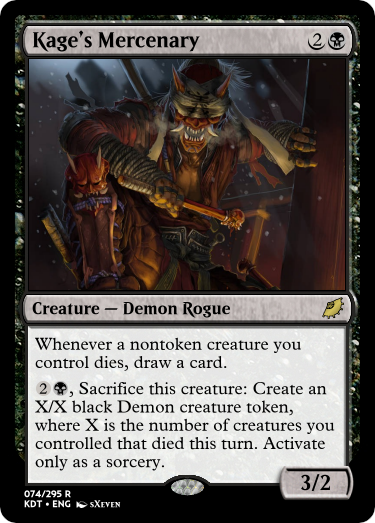 Kage's Mercenary 2
Creature — Demon Rogue
Whenever a nontoken creature you
control dies, draw a card.
2 , Sacrifice this creature: Create an
X/X black Demon creature token,
where X is the number of creatures you
controlled that died this turn. Activate
only as a sorcery.
3/2
074/295 R
KDT • ENG sXeven